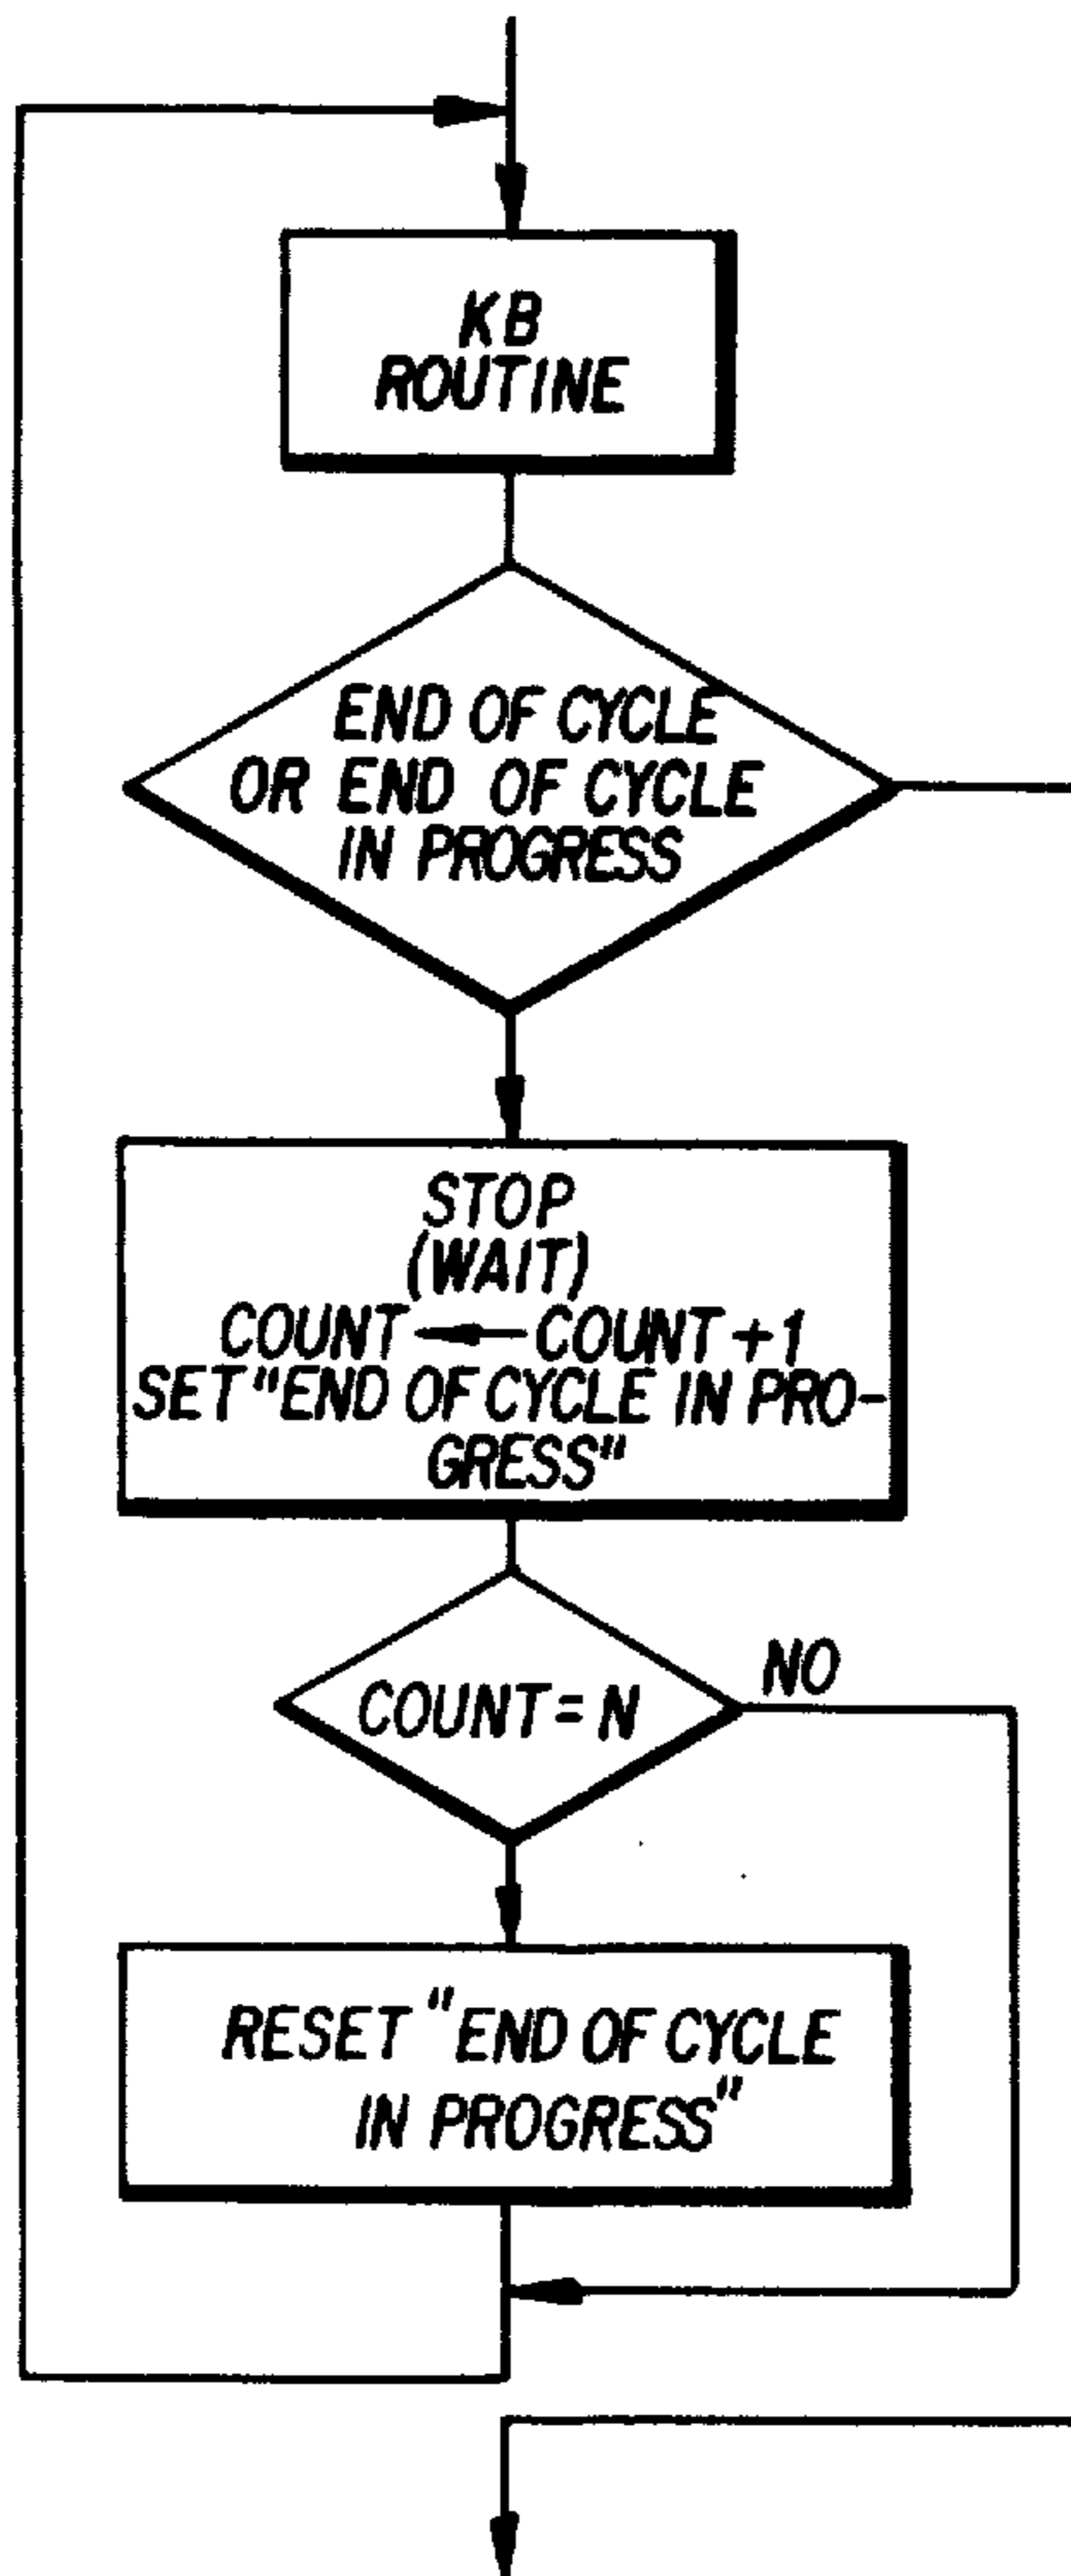 KB
ROUTINE
END OF CYCLE
OR END OF CYCLE
IN PROGRESS
STOP
(WAIT)
COUNT ← COUNT +1
SET "END OF CYCLE IN PRO-
GRESS"
COUNT = N
NO
RESET "END OF CYCLE
IN PROGRESS"